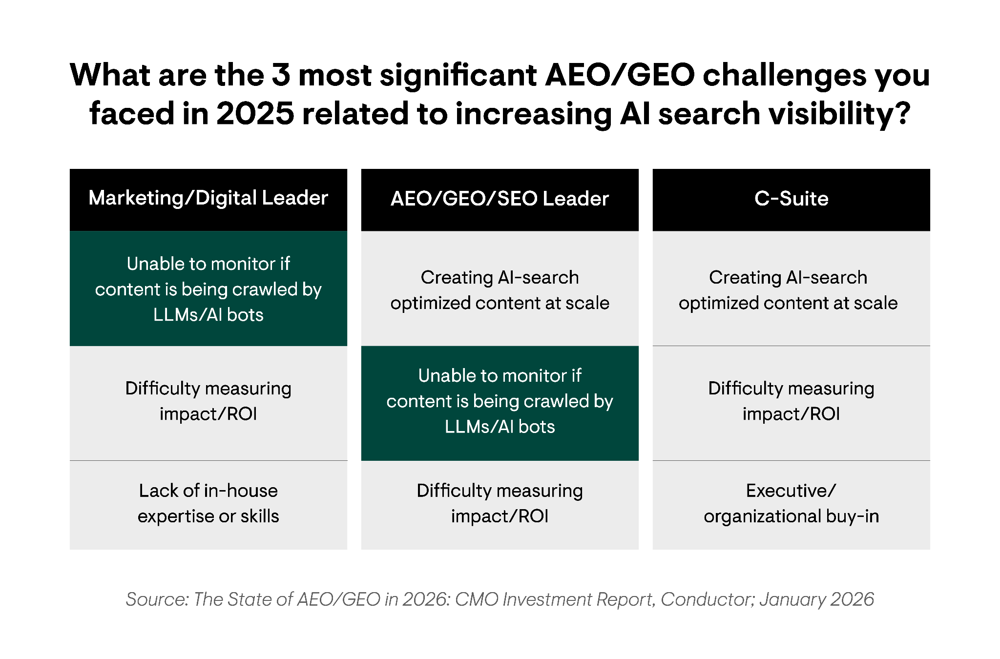 What are the 3 most significant AEO/GEO challenges you
faced in 2025 related to increasing AI search visibility?
Marketing/Digital Leader
Unable to monitor if
content is being crawled by
LLMs/AI bots
Difficulty measuring
impact/ROI
Lack of in-house
expertise or skills
AEO/GEO/SEO Leader
Creating AI-search
optimized content at scale
Unable to monitor if
content is being crawled by
LLMs/AI bots
Difficulty measuring
impact/ROI
C-Suite
Creating AI-search
optimized content at scale
Difficulty measuring
impact/ROI
Executive/
organizational buy-in
Source: The State of AEO/GEO in 2026: CMO Investment Report, Conductor; January 2026